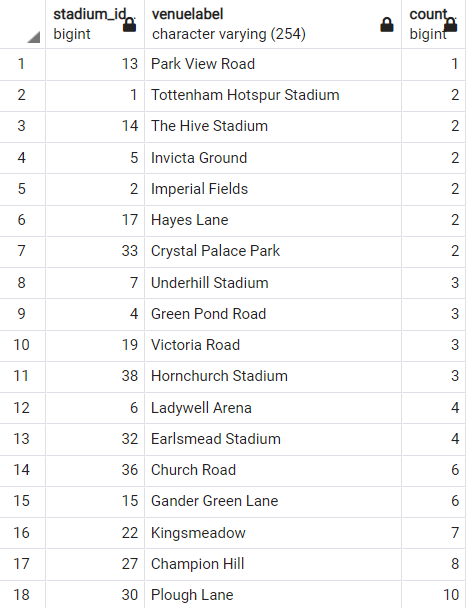 stadium_id venuelabel count
bigint character varying (254) bigint
1 13 Park View Road 1
2 1 Tottenham Hotspur Stadium 2
3 14 The Hive Stadium 2
4 5 Invicta Ground 2
5 2 Imperial Fields 2
6 17 Hayes Lane 2
7 33 Crystal Palace Park 2
8 7 Underhill Stadium 3
9 4 Green Pond Road 3
10 19 Victoria Road 3
11 38 Hornchurch Stadium 3
12 6 Ladywell Arena 4
13 32 Earlsmead Stadium 4
14 36 Church Road 6
15 15 Gander Green Lane 6
16 22 Kingsmeadow 7
17 27 Champion Hill 8
18 30 Plough Lane 10